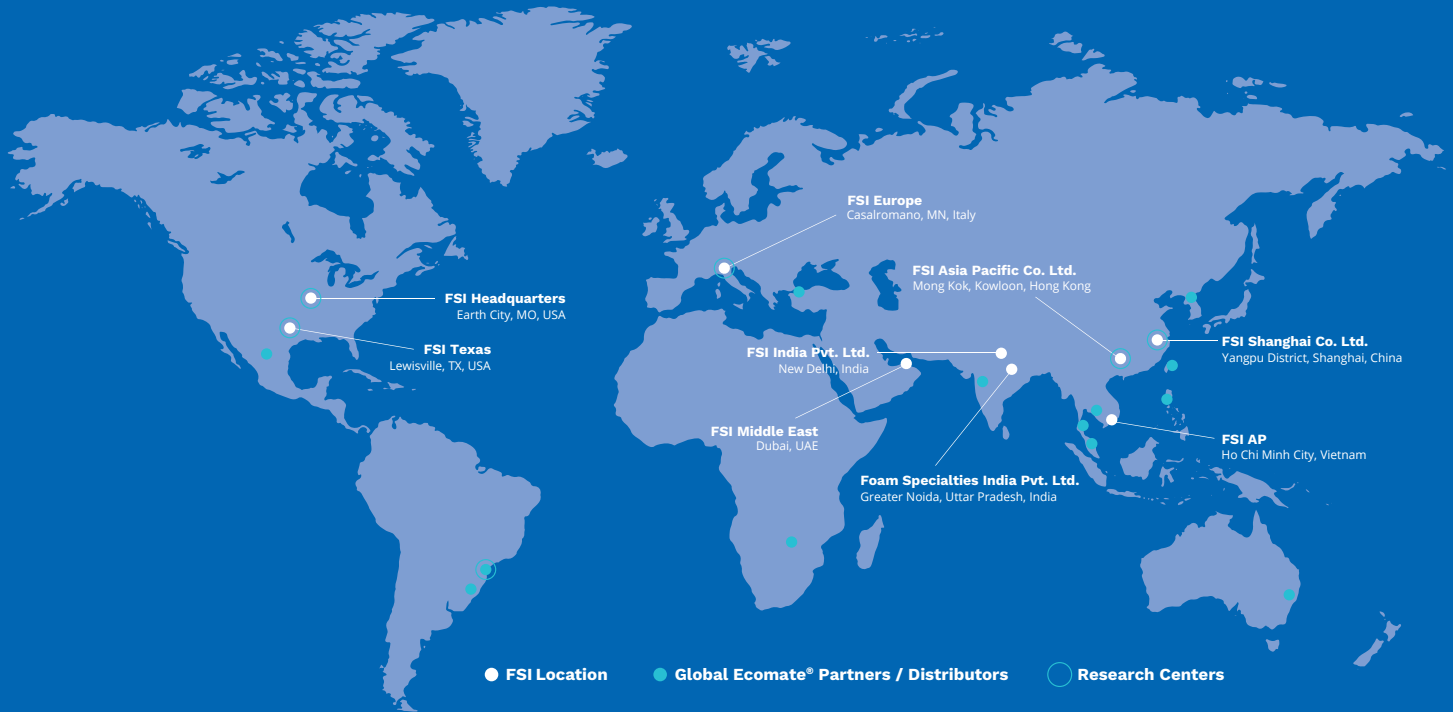 FSI Europe
Casalromano, MN, Italy
FSI Asia Pacific Co. Ltd.
Mong Kok, Kowloon, Hong Kong
FSI Headquarters
Earth City, MO, USA
FSI Texas
Lewisville, TX, USA
FSI India Pvt. Ltd.
New Delhi, India
FSI Shanghai Co. Ltd.
Yangpu District, Shanghai, China
FSI Middle East
Dubai, UAE
FSI AP
Ho Chi Minh City, Vietnam
Foam Specialties India Pvt. Ltd.
Greater Noida, Uttar Pradesh, India
FSI Location
Global Ecomate® Partners / Distributors
Research Centers